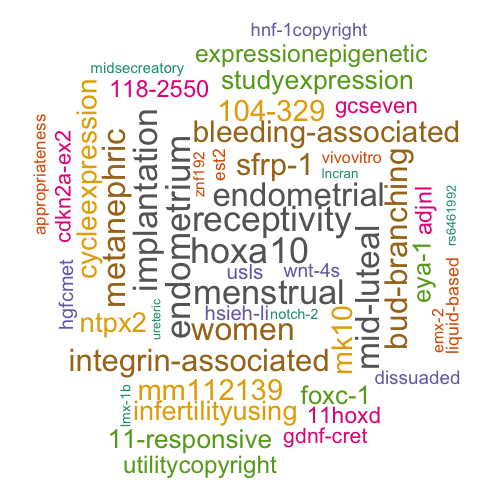 hnf-1copyright
expressionepigenetic
midsecreatory
studyexpression
118-2550
104-329
gcseven
bleeding-associated
appropriateness
cdkn2a-ex2
cycleexpression
metanephric
implantation
endometrium
znf192
est2
sfrp-1
vivovitro
lncran
endometrial
receptivity
hoxa10
usls
wnt-4s
menstrual
mid-luteal
bud-branching
eya-1
adjnl
rs6461992
hgfcmet
ntpx2
ureteric
hsieh-li
notch-2
women
mk10
emx-2
liquid-based
integrin-associated
dissuaded
lmx-1b
mm112139
foxc-1
infertilityusing
11hoxd
11-responsive
gdnf-cret
utilitycopyright